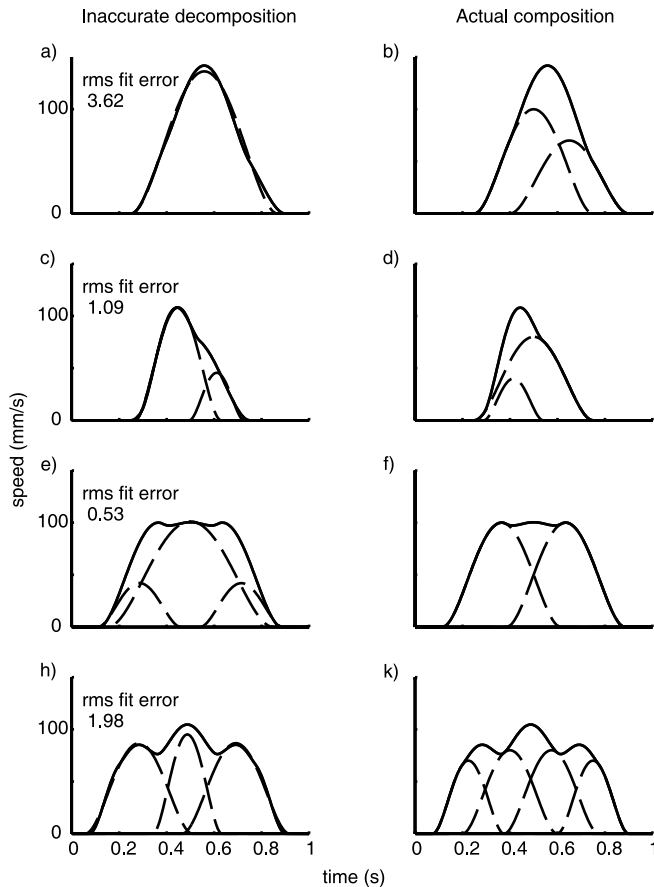 Inaccurate decomposition Actual composition
a) b)
rms fit error
3.62
100
0
c) d)
rms fit error
1.09
100
0
speed (mm/s)
e) f)
rms fit error
0.53
100
0
h) k)
rms fit error
1.98
100
0
0 0.2 0.4 0.6 0.8 1 0 0.2 0.4 0.6 0.8 1
time (s)